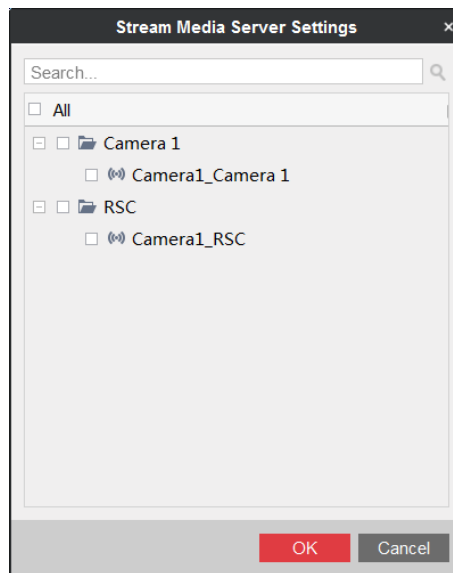 Stream Media Server Settings ×
Search...
All
Camera 1
Camera1_Camera 1
RSC
Camera1_RSC
OK Cancel